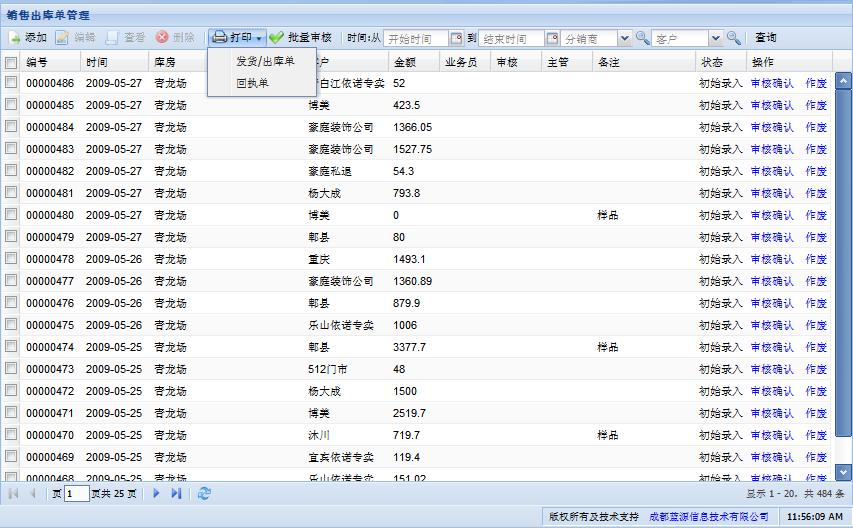 销售出库单管理
添加 编辑 查看 删除 打印 批量审核 时间:从 开始时间 到 结束时间 分销商 客户 查询
发货/出库单
回执单
编号 时间 库房 户 金额 业务员 审核 主管 备注 状态 操作
00000486 2009-05-27 青龙场 白江依诺专卖 52 初始录入 审核确认 作废
00000485 2009-05-27 青龙场 博美 423.5 初始录入 审核确认 作废
00000484 2009-05-27 青龙场 豪庭装饰公司 1366.05 初始录入 审核确认 作废
00000483 2009-05-27 青龙场 豪庭装饰公司 1527.75 初始录入 审核确认 作废
00000482 2009-05-27 青龙场 豪庭私退 54.3 初始录入 审核确认 作废
00000481 2009-05-27 青龙场 杨大成 793.8 初始录入 审核确认 作废
00000480 2009-05-27 青龙场 博美 0 样品 初始录入 审核确认 作废
00000479 2009-05-27 青龙场 郫县 80 初始录入 审核确认 作废
00000478 2009-05-26 青龙场 重庆 1493.1 初始录入 审核确认 作废
00000477 2009-05-26 青龙场 豪庭装饰公司 1360.89 初始录入 审核确认 作废
00000476 2009-05-26 青龙场 郫县 879.9 初始录入 审核确认 作废
00000475 2009-05-26 青龙场 乐山依诺专卖 1006 初始录入 审核确认 作废
00000474 2009-05-25 青龙场 郫县 3377.7 样品 初始录入 审核确认 作废
00000473 2009-05-25 青龙场 512门市 48 初始录入 审核确认 作废
00000472 2009-05-25 青龙场 杨大成 1500 初始录入 审核确认 作废
00000471 2009-05-25 青龙场 博美 2519.7 初始录入 审核确认 作废
00000470 2009-05-25 青龙场 沐川 719.7 样品 初始录入 审核确认 作废
00000469 2009-05-25 青龙场 宜宾依诺专卖 119.4 初始录入 审核确认 作废
00000468 2009-05-25 青龙场 乐山依诺专卖 151.02 初始录入 审核确认 作废
页 1 页共 25 页 显示 1 - 20，共 484 条
版权所有及技术支持 成都蓝源信息技术有限公司 11:56:09 AM